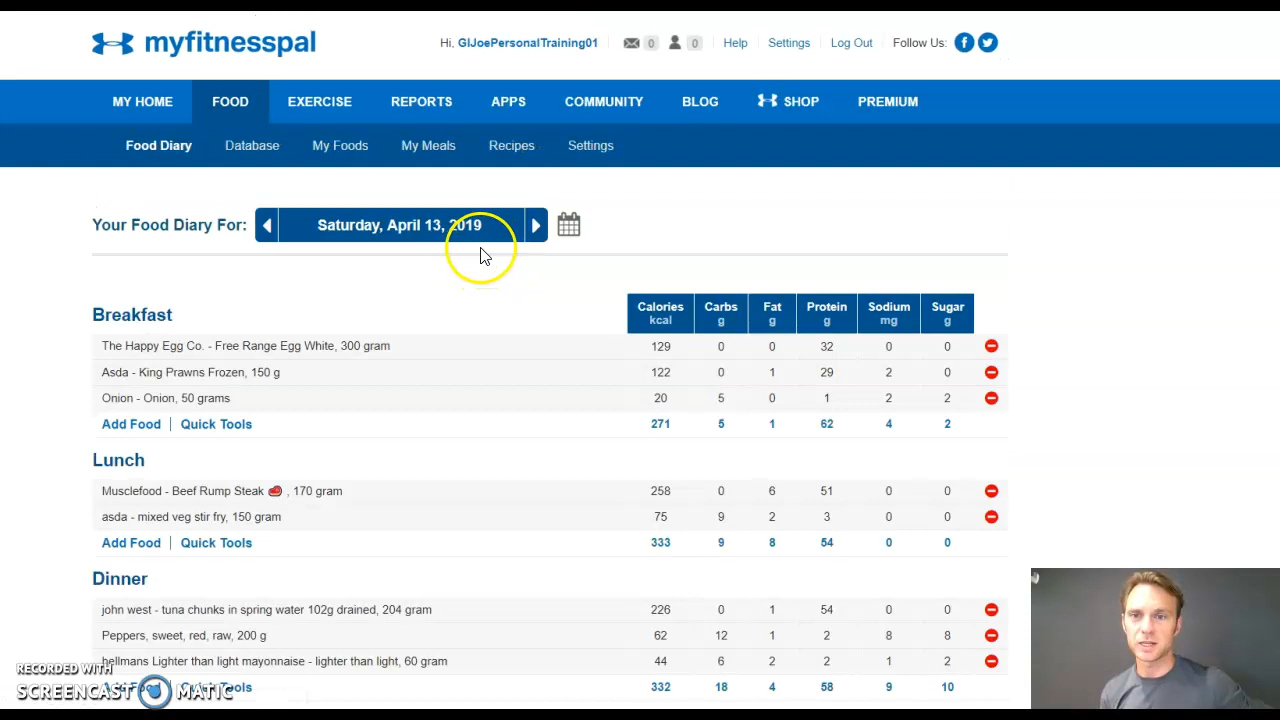 myfitnesspal
Hi, GIJoePersonalTraining01 0 0 Help Settings Log Out Follow Us:
MY HOME FOOD EXERCISE REPORTS APPS COMMUNITY BLOG SHOP PREMIUM
Food Diary Database My Foods My Meals Recipes Settings
Your Food Diary For: Saturday, April 13, 2019
Breakfast Calories kcal Carbs g Fat g Protein g Sodium mg Sugar g
The Happy Egg Co. - Free Range Egg White, 300 gram 129 0 0 32 0 0
Asda - King Prawns Frozen, 150 g 122 0 1 29 2 0
Onion - Onion, 50 grams 20 5 0 1 2 2
Add Food | Quick Tools 271 5 1 62 4 2
Lunch
Musclefood - Beef Rump Steak 🥩 , 170 gram 258 0 6 51 0 0
asda - mixed veg stir fry, 150 gram 75 9 2 3 0 0
Add Food | Quick Tools 333 9 8 54 0 0
Dinner
john west - tuna chunks in spring water 102g drained, 204 gram 226 0 1 54 0 0
Peppers, sweet, red, raw, 200 g 62 12 1 2 8 8
hellmans Lighter than light mayonnaise - lighter than light, 60 gram 44 6 2 2 1 2
RECORDED WITH
Add Food | Quick Tools 332 18 4 58 9 10
SCREENCAST MATIC